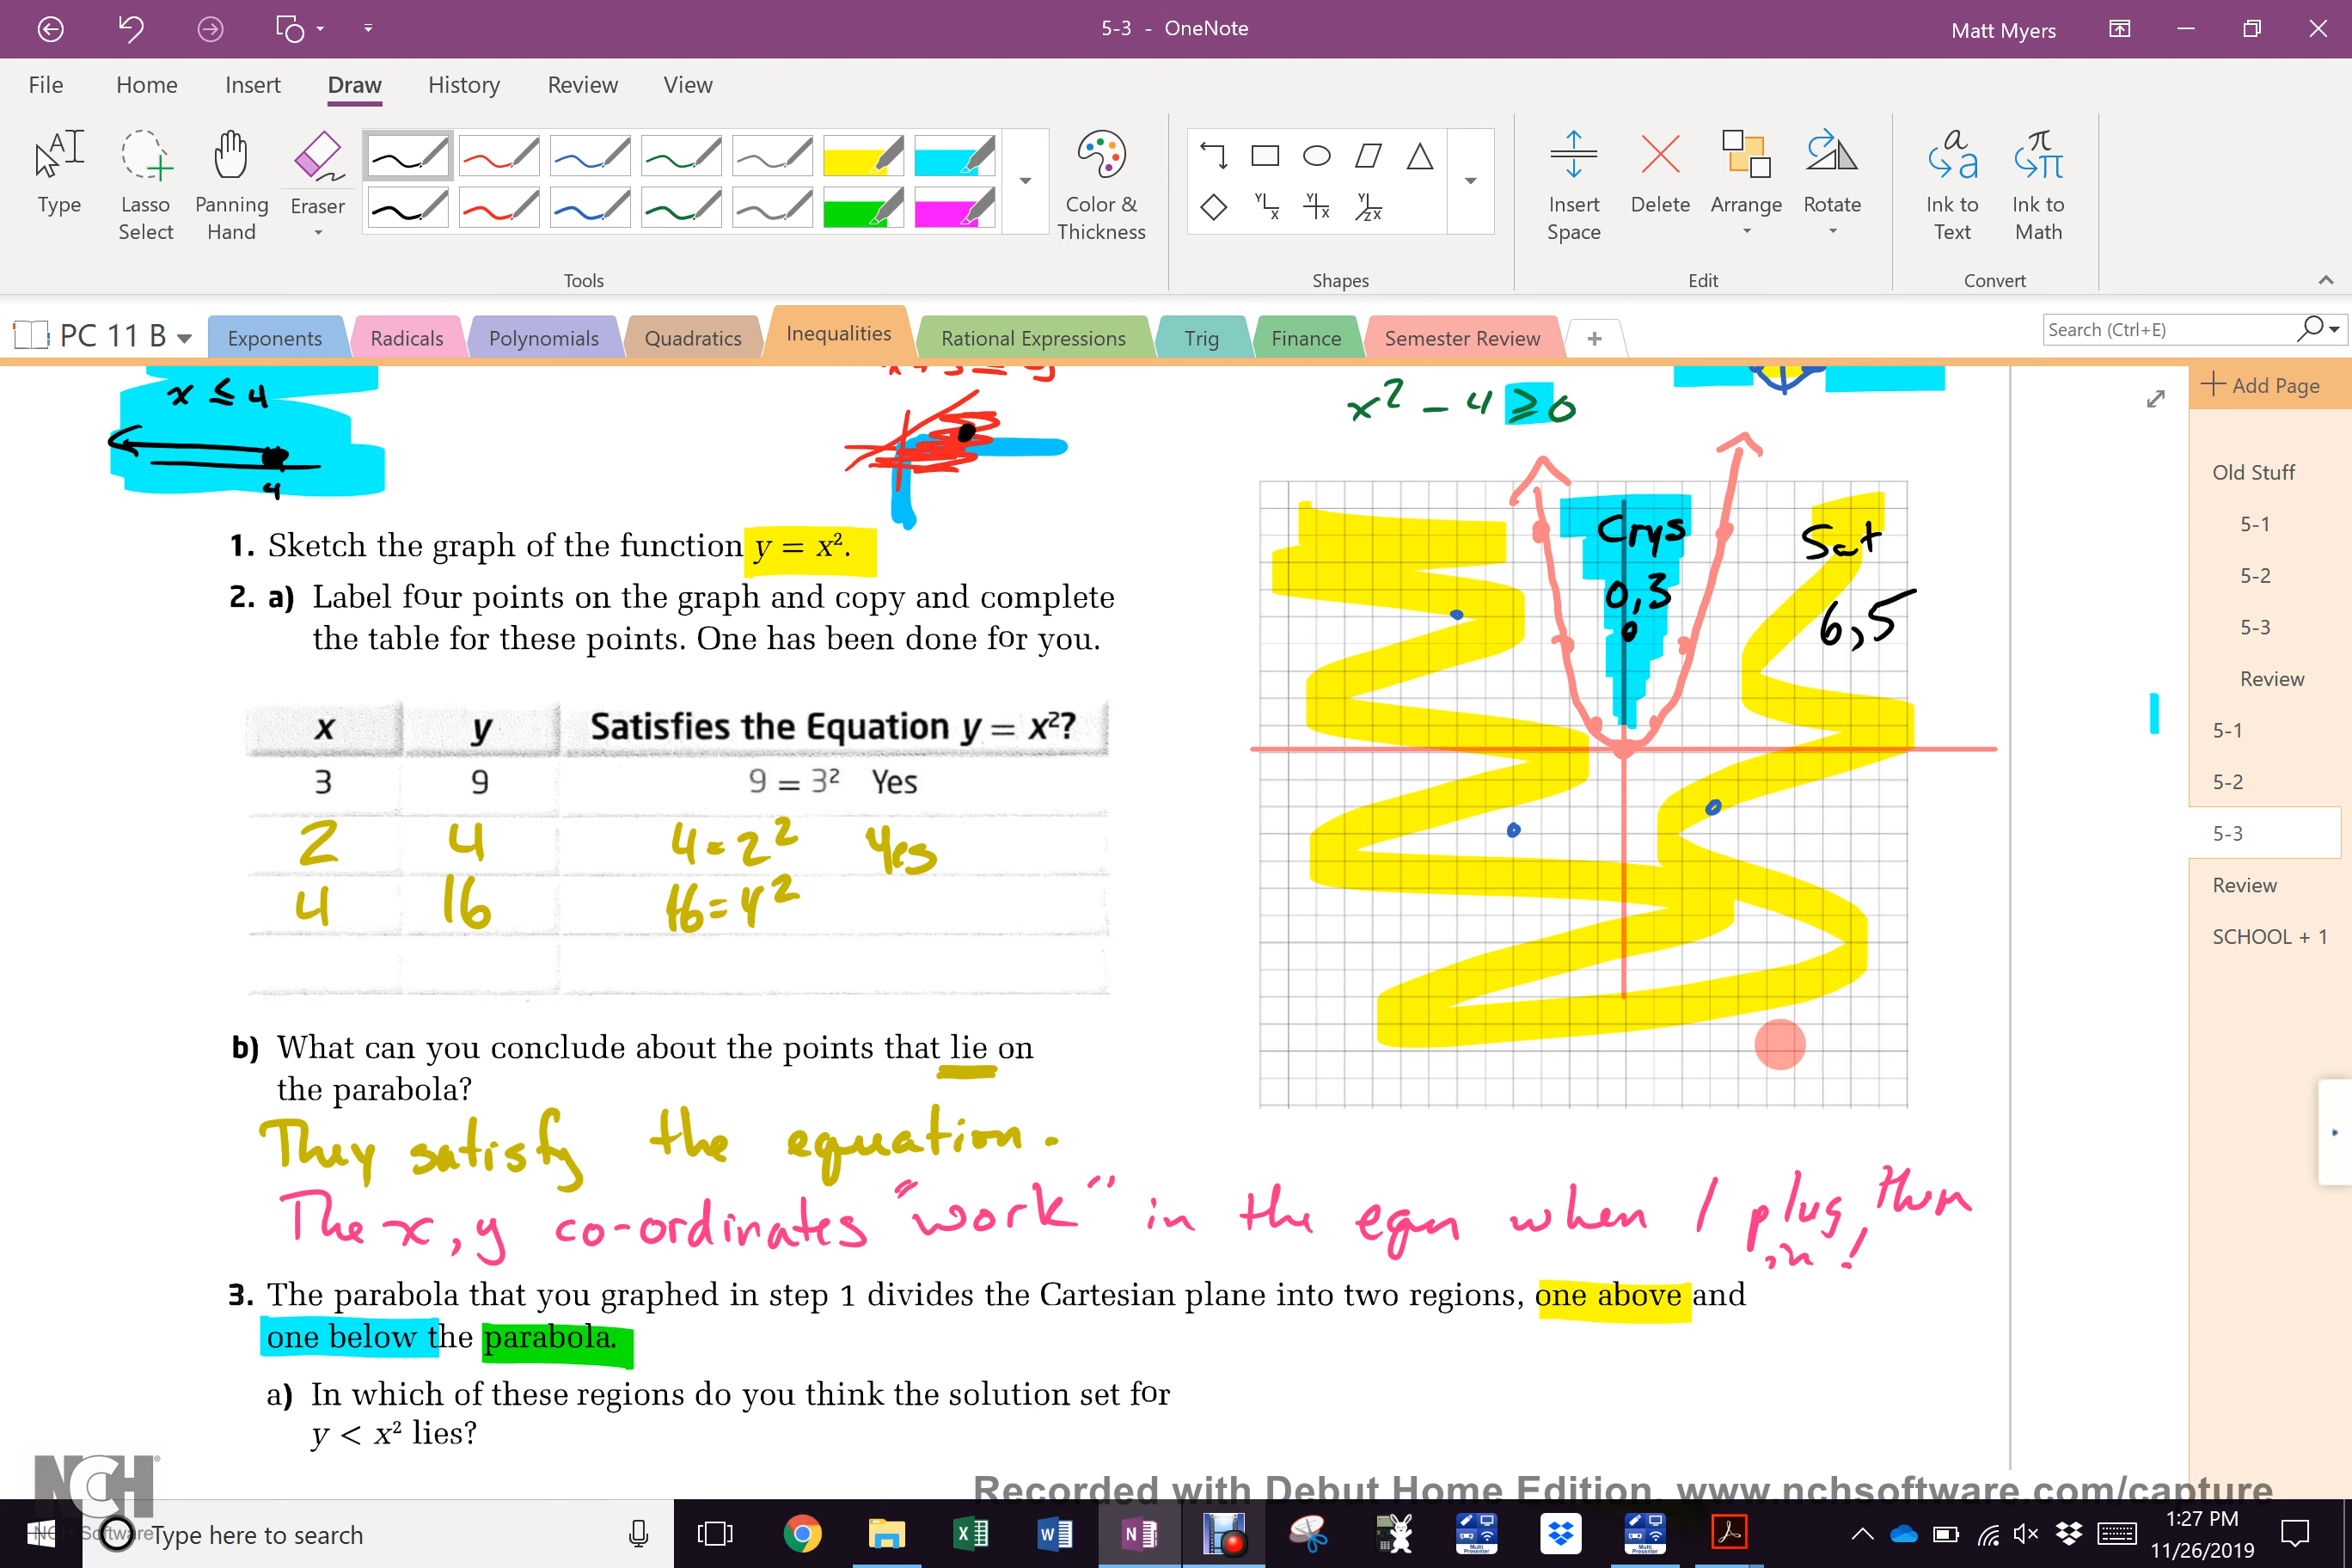 5-3 - OneNote
Matt Myers
File Home Insert Draw History Review View
Type
Lasso Select
Panning Hand
Eraser
Color & Thickness
Insert Space
Delete
Arrange
Rotate
Ink to Text
Ink to Math
Tools
Shapes
Edit
Convert
PC 11 B
Exponents Radicals Polynomials Quadratics Inequalities Rational Expressions Trig Finance Semester Review +
Search (Ctrl+E)
Add Page
Old Stuff
5-1
5-2
5-3
Review
5-1
5-2
5-3
Review
SCHOOL + 1
x ≤ 4
4
x² - 4 ≥ 0
1. Sketch the graph of the function y = x².
2. a) Label four points on the graph and copy and complete
the table for these points. One has been done for you.
x y Satisfies the Equation y = x²?
3 9 9 = 3² Yes
2 4 4 = 2² Yes
4 16 16 = 4²
Crys
0,3
Sat
6,5
b) What can you conclude about the points that lie on
the parabola?
They satisfy the equation.
The x, y co-ordinates "work" in the eqn when I plug them
in!
3. The parabola that you graphed in step 1 divides the Cartesian plane into two regions, one above and
one below the parabola.
a) In which of these regions do you think the solution set for
y < x² lies?
NCH
NCH Software
Recorded with Debut Home Edition. www.nchsoftware.com/capture
Type here to search
1:27 PM
11/26/2019